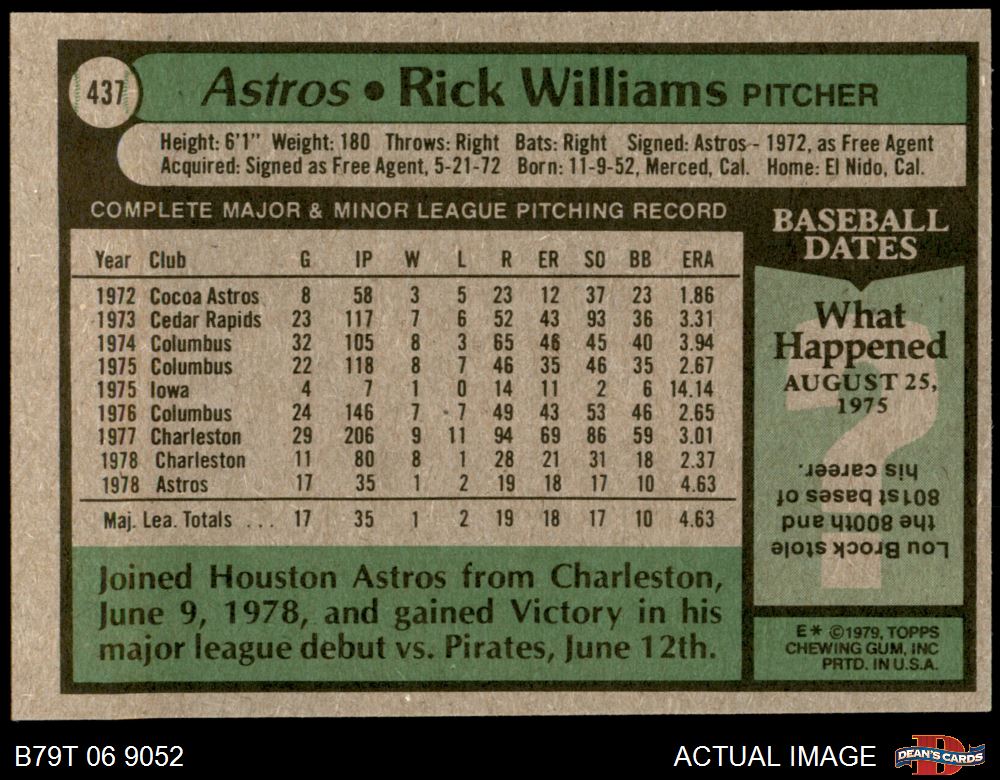 437
Astros • Rick Williams PITCHER
Height: 6'1" Weight: 180 Throws: Right Bats: Right Signed: Astros - 1972, as Free Agent
Acquired: Signed as Free Agent, 5-21-72 Born: 11-9-52, Merced, Cal. Home: El Nido, Cal.
COMPLETE MAJOR & MINOR LEAGUE PITCHING RECORD
Year Club G IP W L R ER SO BB ERA
1972 Cocoa Astros 8 58 3 5 23 12 37 23 1.86
1973 Cedar Rapids 23 117 7 6 52 43 93 36 3.31
1974 Columbus 32 105 8 3 65 46 45 40 3.94
1975 Columbus 22 118 8 7 46 35 46 35 2.67
1975 Iowa 4 7 1 0 14 11 2 6 14.14
1976 Columbus 24 146 7 7 49 43 53 46 2.65
1977 Charleston 29 206 9 11 94 69 86 59 3.01
1978 Charleston 11 80 8 1 28 21 31 18 2.37
1978 Astros 17 35 1 2 19 18 17 10 4.63
Maj. Lea. Totals ... 17 35 1 2 19 18 17 10 4.63
Joined Houston Astros from Charleston,
June 9, 1978, and gained Victory in his
major league debut vs. Pirates, June 12th.
BASEBALL
DATES
What
Happened
AUGUST 25,
1975
?
Lou Brock stole
the 800th and
801st bases of
his career.
E* ©1979, TOPPS
CHEWING GUM, INC
PRTD. IN U.S.A.
B79T 06 9052
ACTUAL IMAGE
D
DEAN'S CARDS